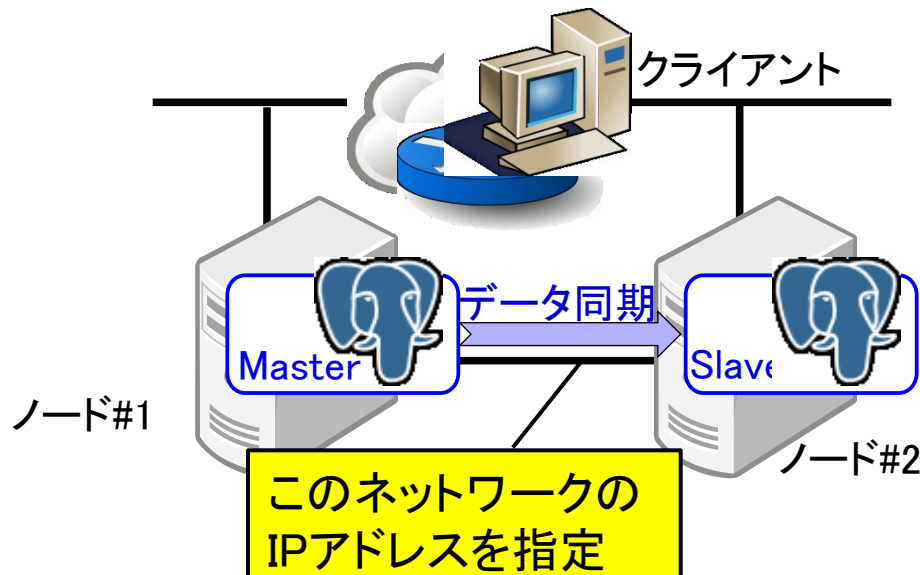 クライアント
データ同期
Master
Slave
ノード#1
ノード#2
このネットワークの
IPアドレスを指定